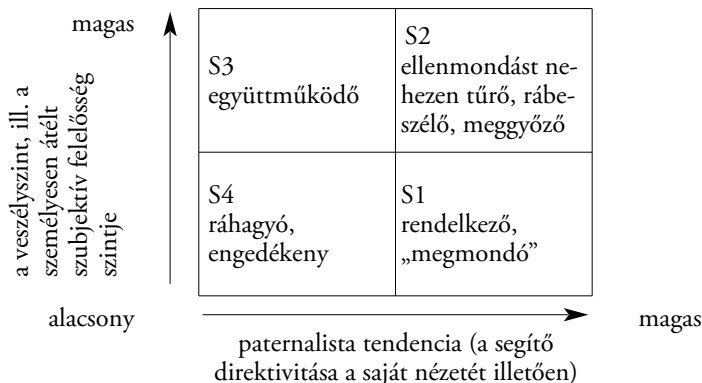 magas
a veszélyszint, ill. a
személyesen átélt
szubjektív felelősség
szintje
S3
együttműködő
S2
ellenmondást ne-
hezen tűrő, rábe-
szélő, meggyőző
S4
ráhagyó,
engedékeny
S1
rendelkező,
„megmondó”
alacsony
magas
paternalista tendencia (a segítő
direktivitása a saját nézetét illetően)